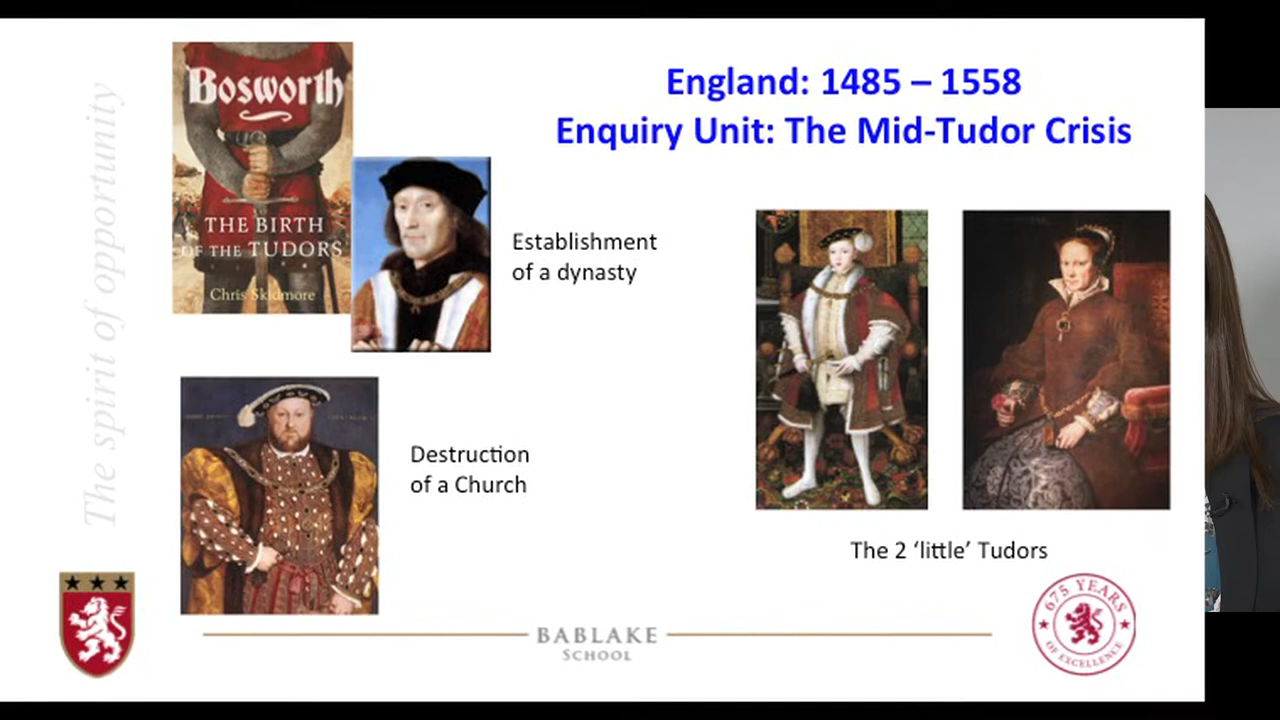 England: 1485 – 1558
Enquiry Unit: The Mid-Tudor Crisis
Bosworth
THE BIRTH
OF THE TUDORS
Chris Skidmore
Establishment
of a dynasty
Destruction
of a Church
The 2 ‘little’ Tudors
The spirit of opportunity
BABLAKE
SCHOOL
675 YEARS
OF EXCELLENCE